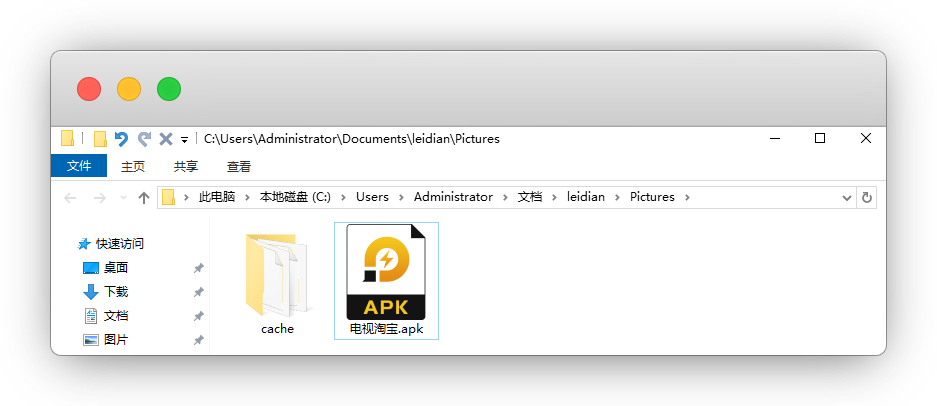 C:\Users\Administrator\Documents\leidian\Pictures
文件 主页 共享 查看
此电脑 本地磁盘 (C:) Users Administrator 文档 leidian Pictures
快速访问
桌面
下载
文档
图片
APK
cache
电视淘宝.apk